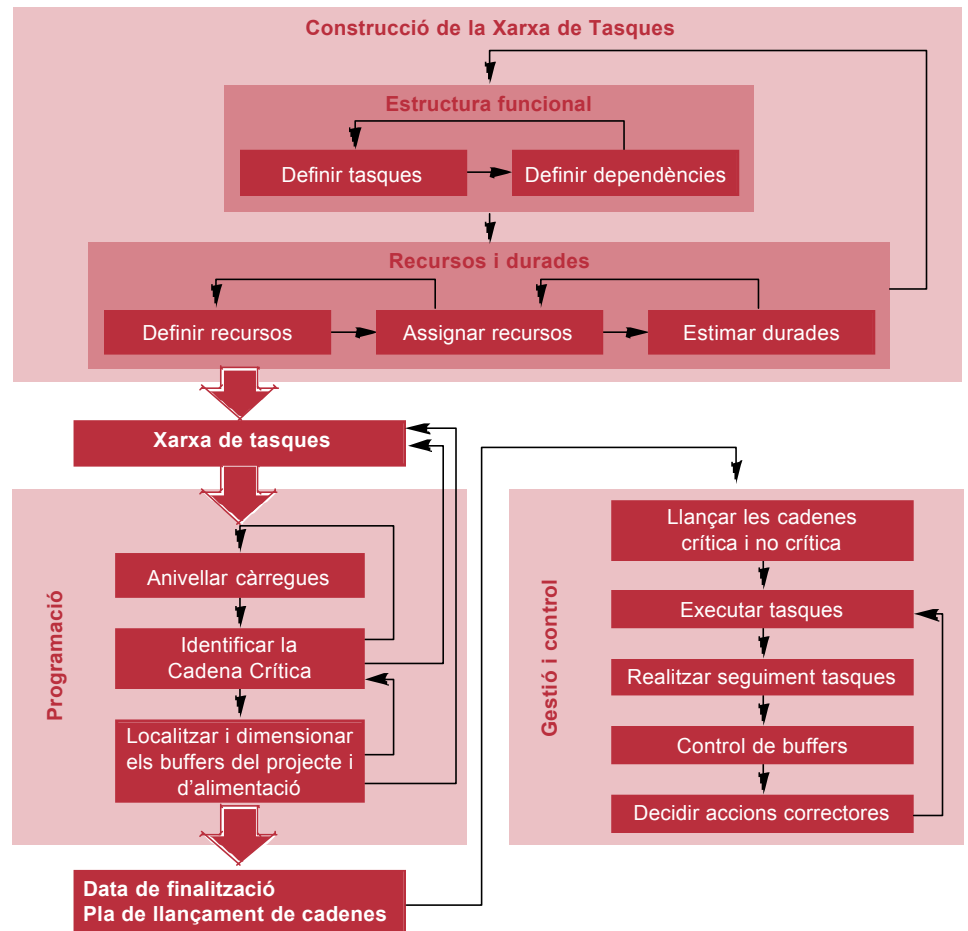 Construcció de la Xarxa de Tasques
Estructura funcional
Definir tasques
Definir dependències
Recursos i durades
Definir recursos
Assignar recursos
Estimar durades
Xarxa de tasques
Programació
Anivellar càrregues
Identificar la
Cadena Crítica
Localitzar i dimensionar
els buffers del projecte i
d'alimentació
Data de finalització
Pla de llançament de cadenes
Gestió i control
Llançar les cadenes
crítica i no crítica
Executar tasques
Realitzar seguiment tasques
Control de buffers
Decidir accions correctores